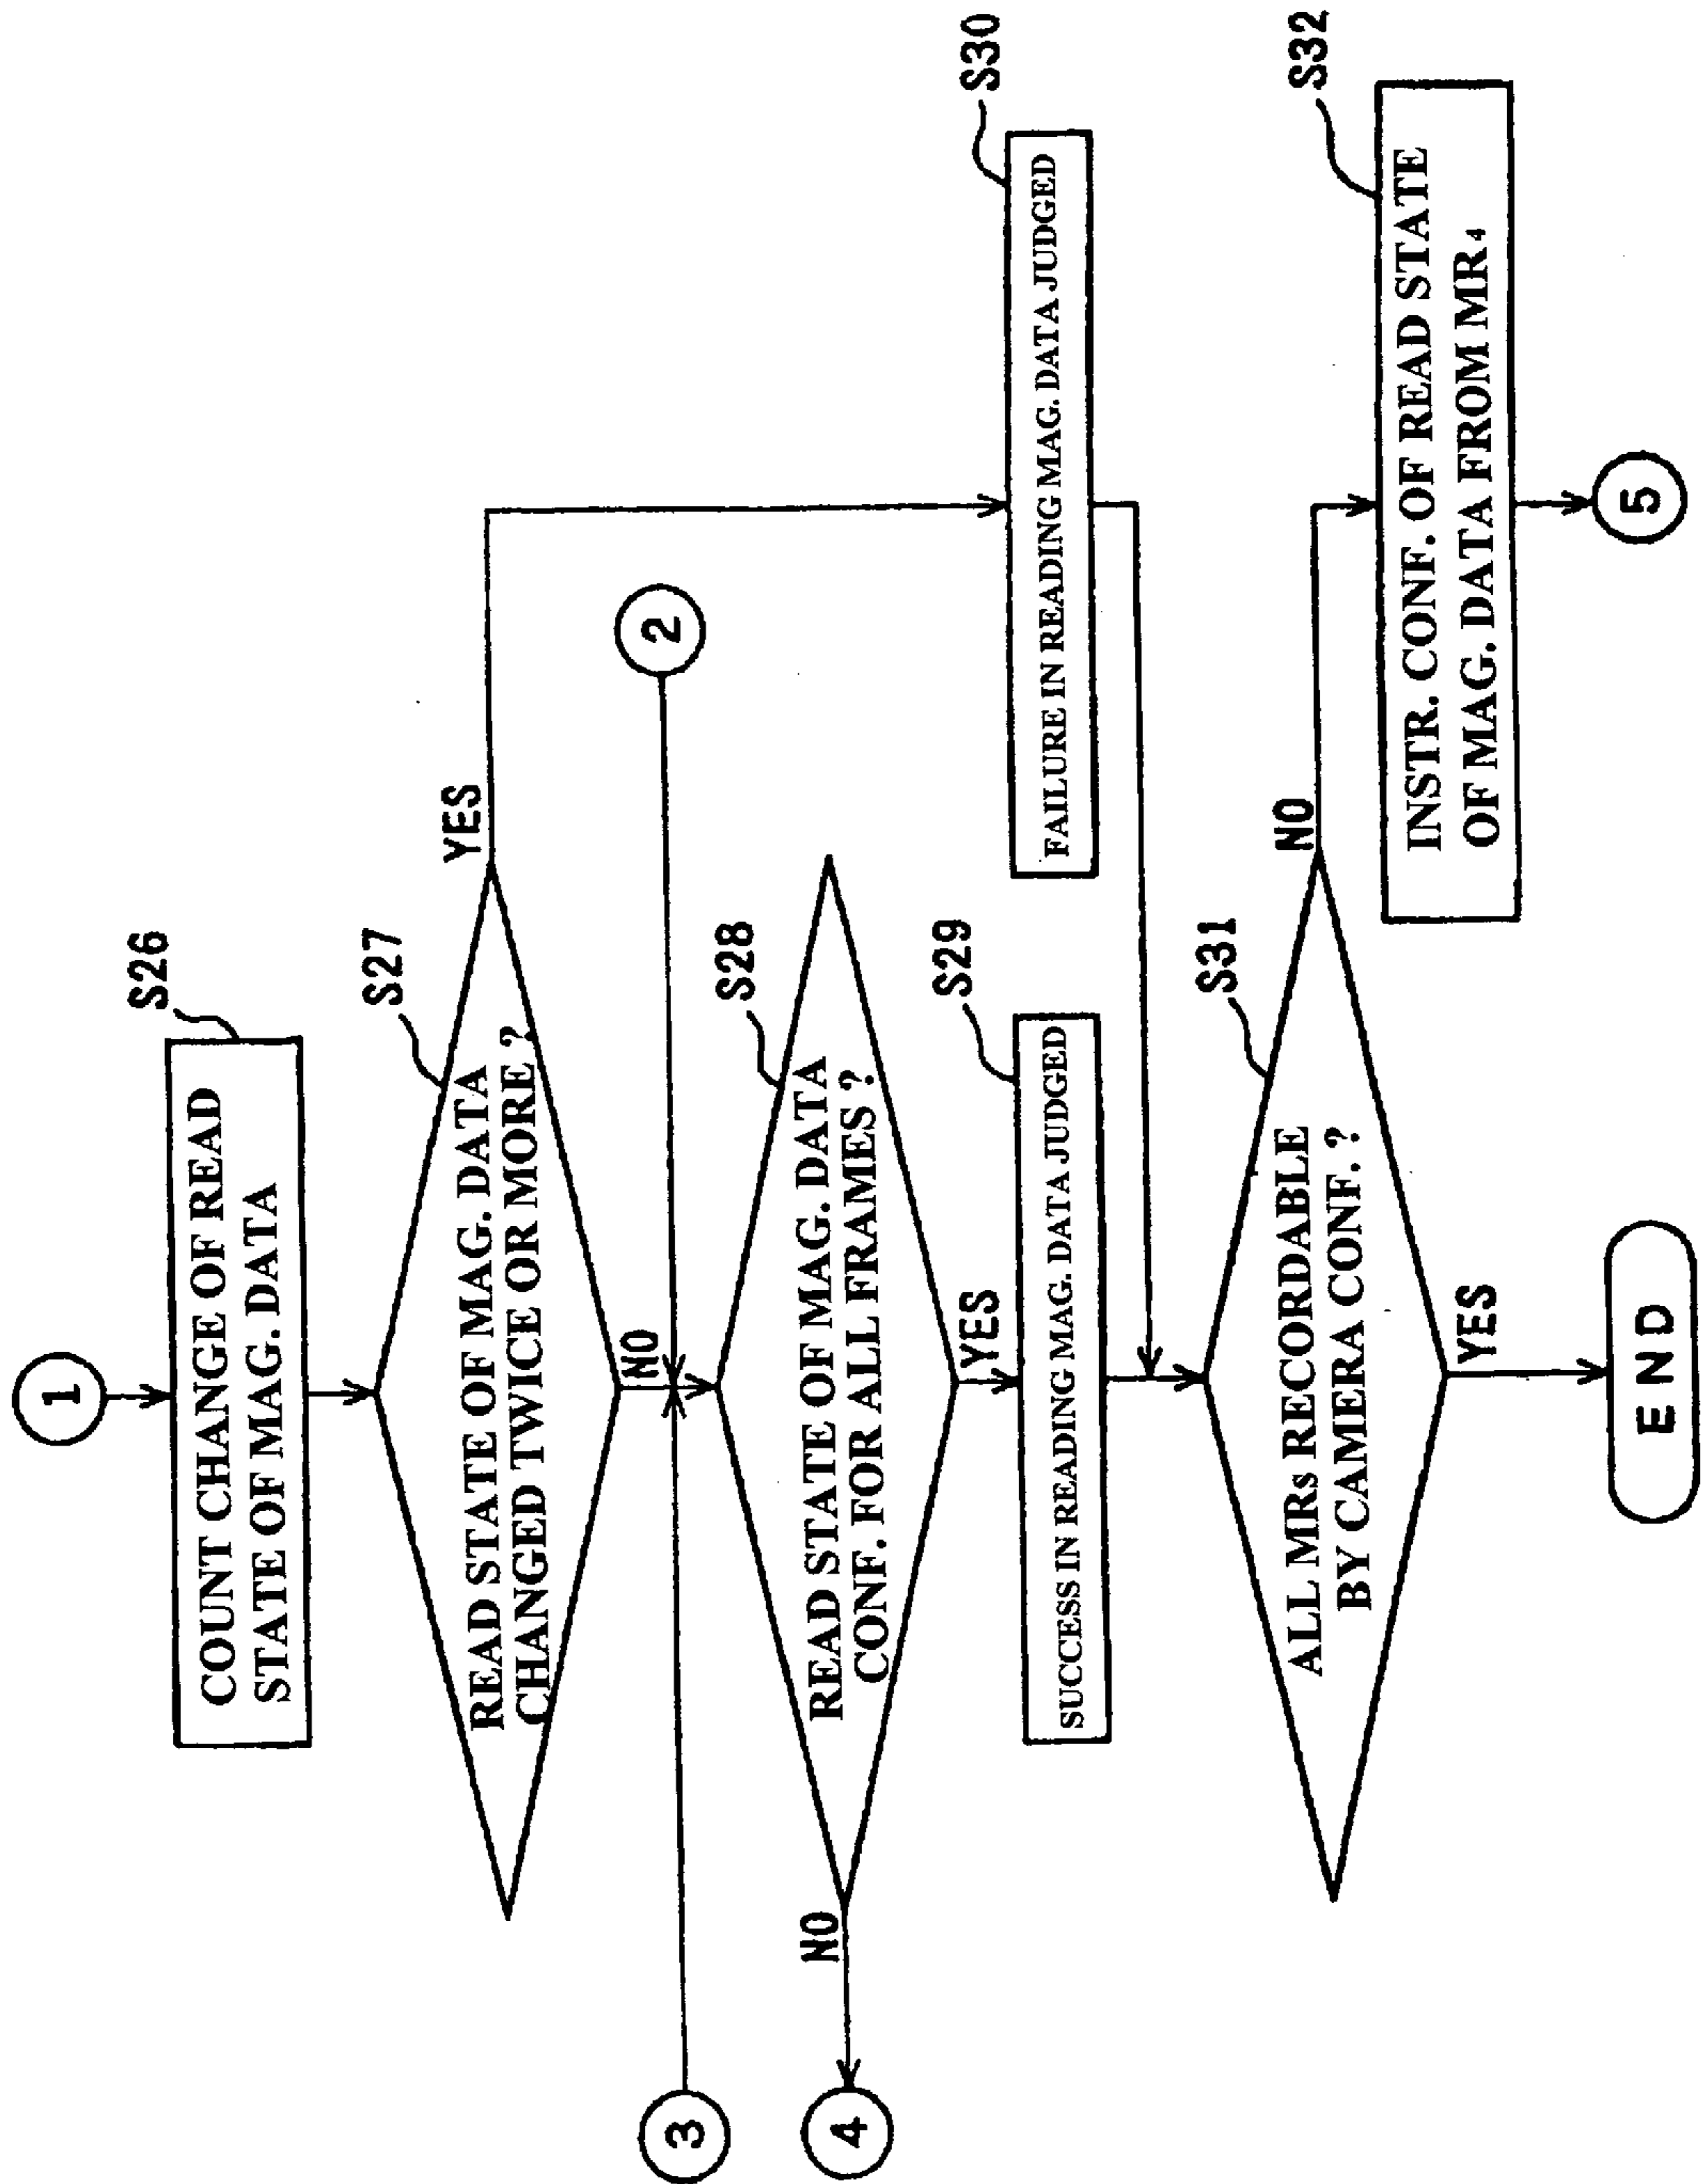 1
S26
COUNT CHANGE OF READ
STATE OF MAG. DATA
S27
READ STATE OF MAG. DATA
CHANGED TWICE OR MORE ?
YES
NO
3
2
S28
READ STATE OF MAG. DATA
CONF. FOR ALL FRAMES ?
NO
4
YES
S29
SUCCESS IN READING MAG. DATA JUDGED
S30
FAILURE IN READING MAG. DATA JUDGED
S31
ALL MRs RECORDABLE
BY CAMERA CONF. ?
NO
YES
S32
INSTR. CONF. OF READ STATE
OF MAG. DATA FROM MR₄
5
END